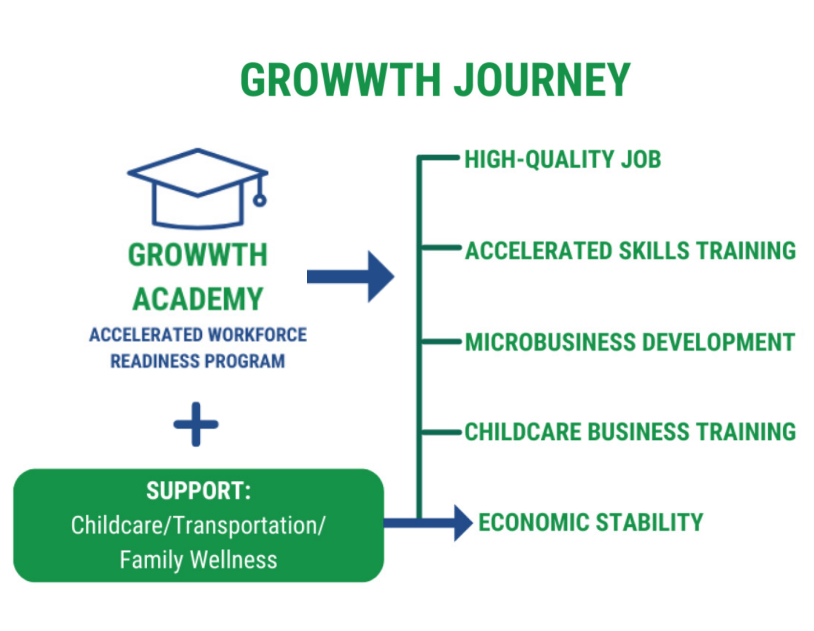 GROWWTH JOURNEY
GROWWTH
ACADEMY
ACCELERATED WORKFORCE
READINESS PROGRAM
+
SUPPORT:
Childcare/Transportation/
Family Wellness
HIGH-QUALITY JOB
ACCELERATED SKILLS TRAINING
MICROBUSINESS DEVELOPMENT
CHILDCARE BUSINESS TRAINING
ECONOMIC STABILITY